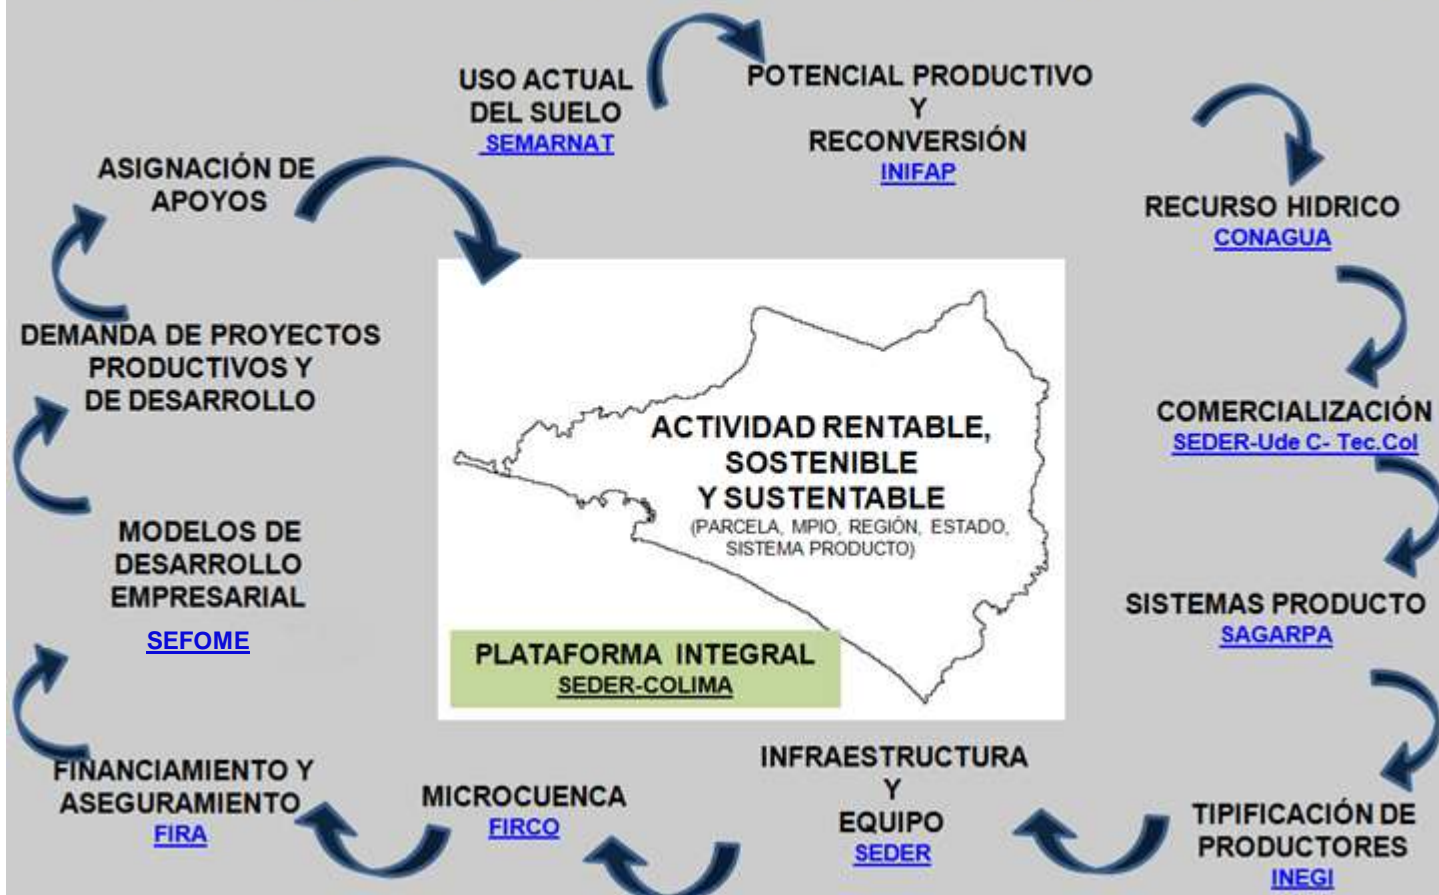 USO ACTUAL
DEL SUELO
SEMARNAT
POTENCIAL PRODUCTIVO
Y
RECONVERSIÓN
INIFAP
RECURSO HIDRICO
CONAGUA
COMERCIALIZACIÓN
SEDER-Ude C- Tec.Col
SISTEMAS PRODUCTO
SAGARPA
TIPIFICACIÓN DE
PRODUCTORES
INEGI
INFRAESTRUCTURA
Y
EQUIPO
SEDER
MICROCUENCA
FIRCO
FINANCIAMIENTO Y
ASEGURAMIENTO
FIRA
MODELOS DE
DESARROLLO
EMPRESARIAL
SEFOME
DEMANDA DE PROYECTOS
PRODUCTIVOS Y
DE DESARROLLO
ASIGNACIÓN DE
APOYOS
ACTIVIDAD RENTABLE,
SOSTENIBLE
Y SUSTENTABLE
(PARCELA, MPIO, REGIÓN, ESTADO,
SISTEMA PRODUCTO)
PLATAFORMA INTEGRAL
SEDER-COLIMA